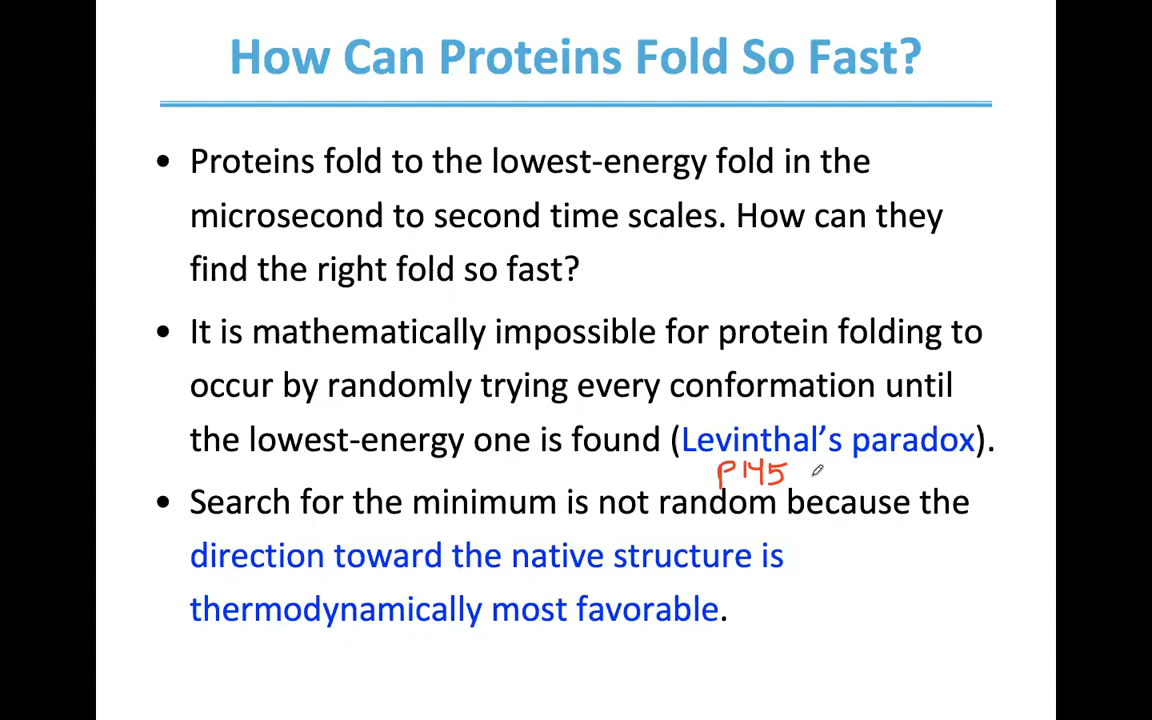 How Can Proteins Fold So Fast?
• Proteins fold to the lowest-energy fold in the
microsecond to second time scales. How can they
find the right fold so fast?
• It is mathematically impossible for protein folding to
occur by randomly trying every conformation until
the lowest-energy one is found (Levinthal’s paradox).
P145
• Search for the minimum is not random because the
direction toward the native structure is
thermodynamically most favorable.